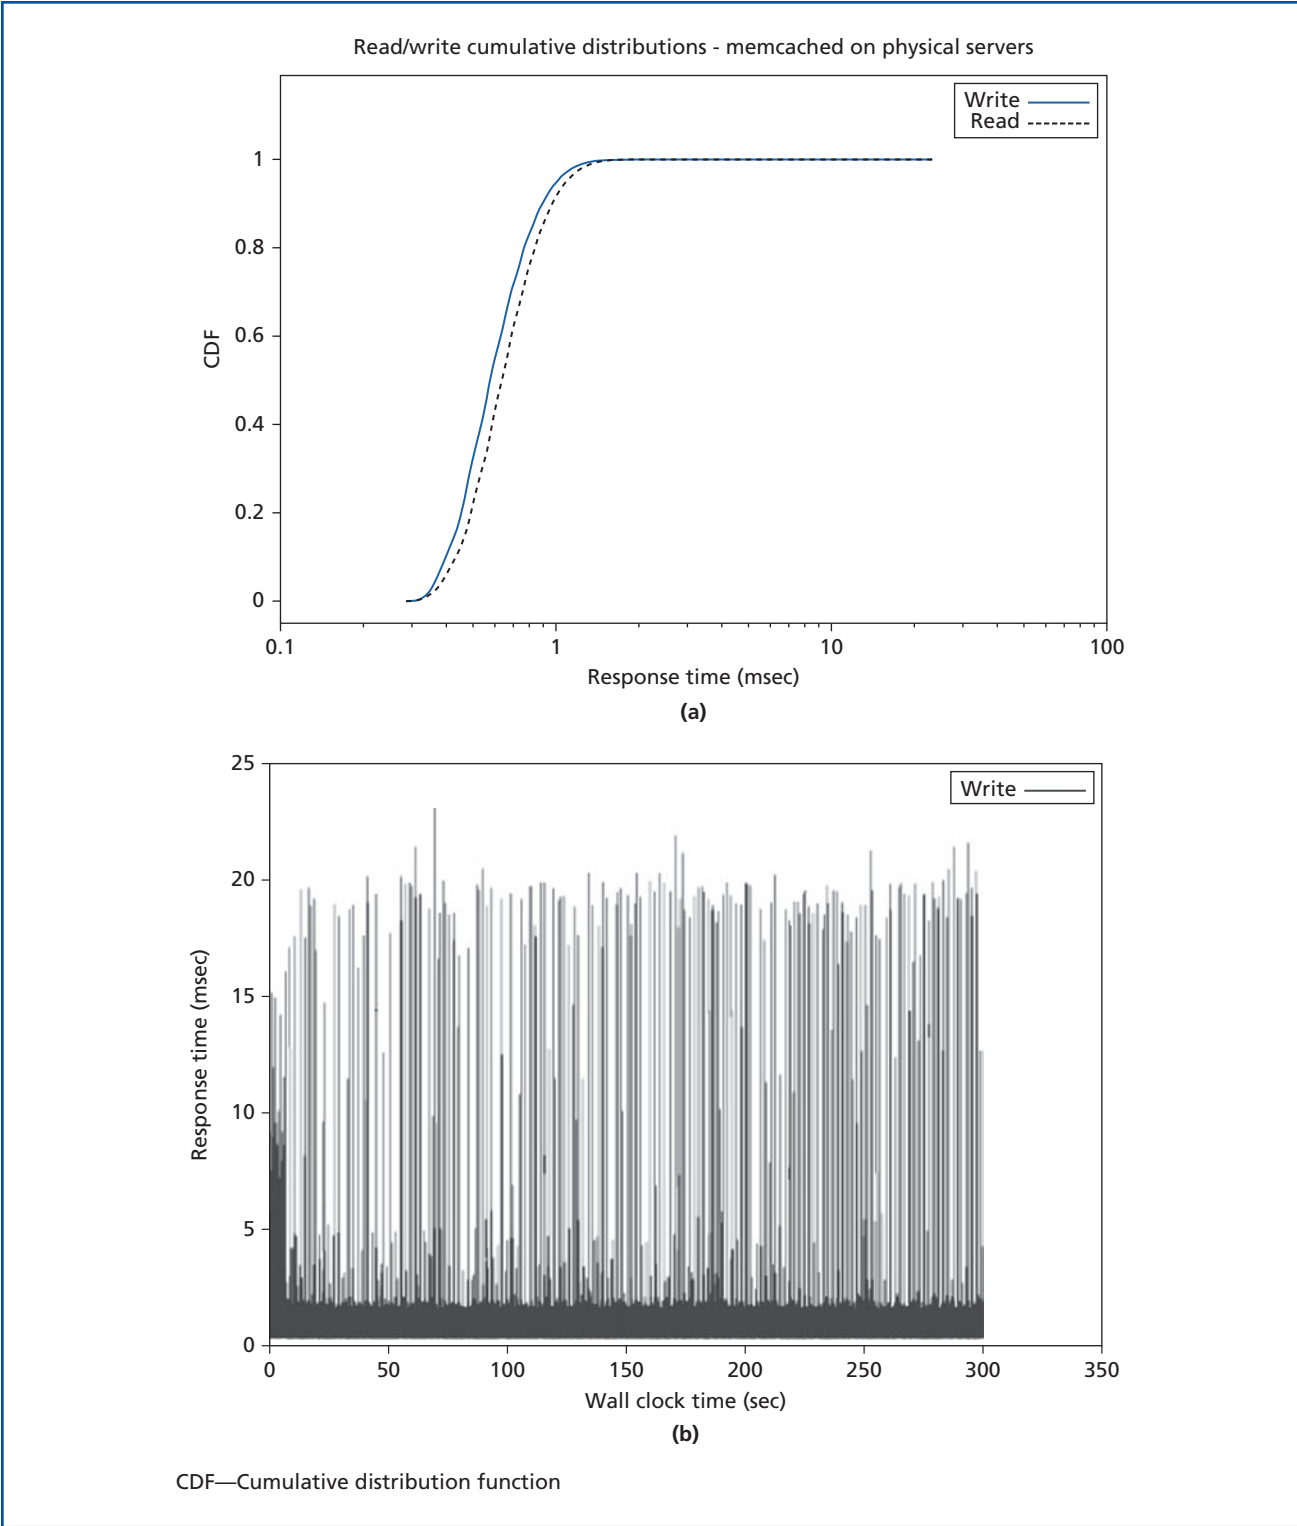 Read/write cumulative distributions - memcached on physical servers
Write
Read
1
0.8
0.6
0.4
0.2
0
CDF
0.1 1 10 100
Response time (msec)
(a)
25
20
15
10
5
0
Write
Response time (msec)
0 50 100 150 200 250 300 350
Wall clock time (sec)
(b)
CDF—Cumulative distribution function